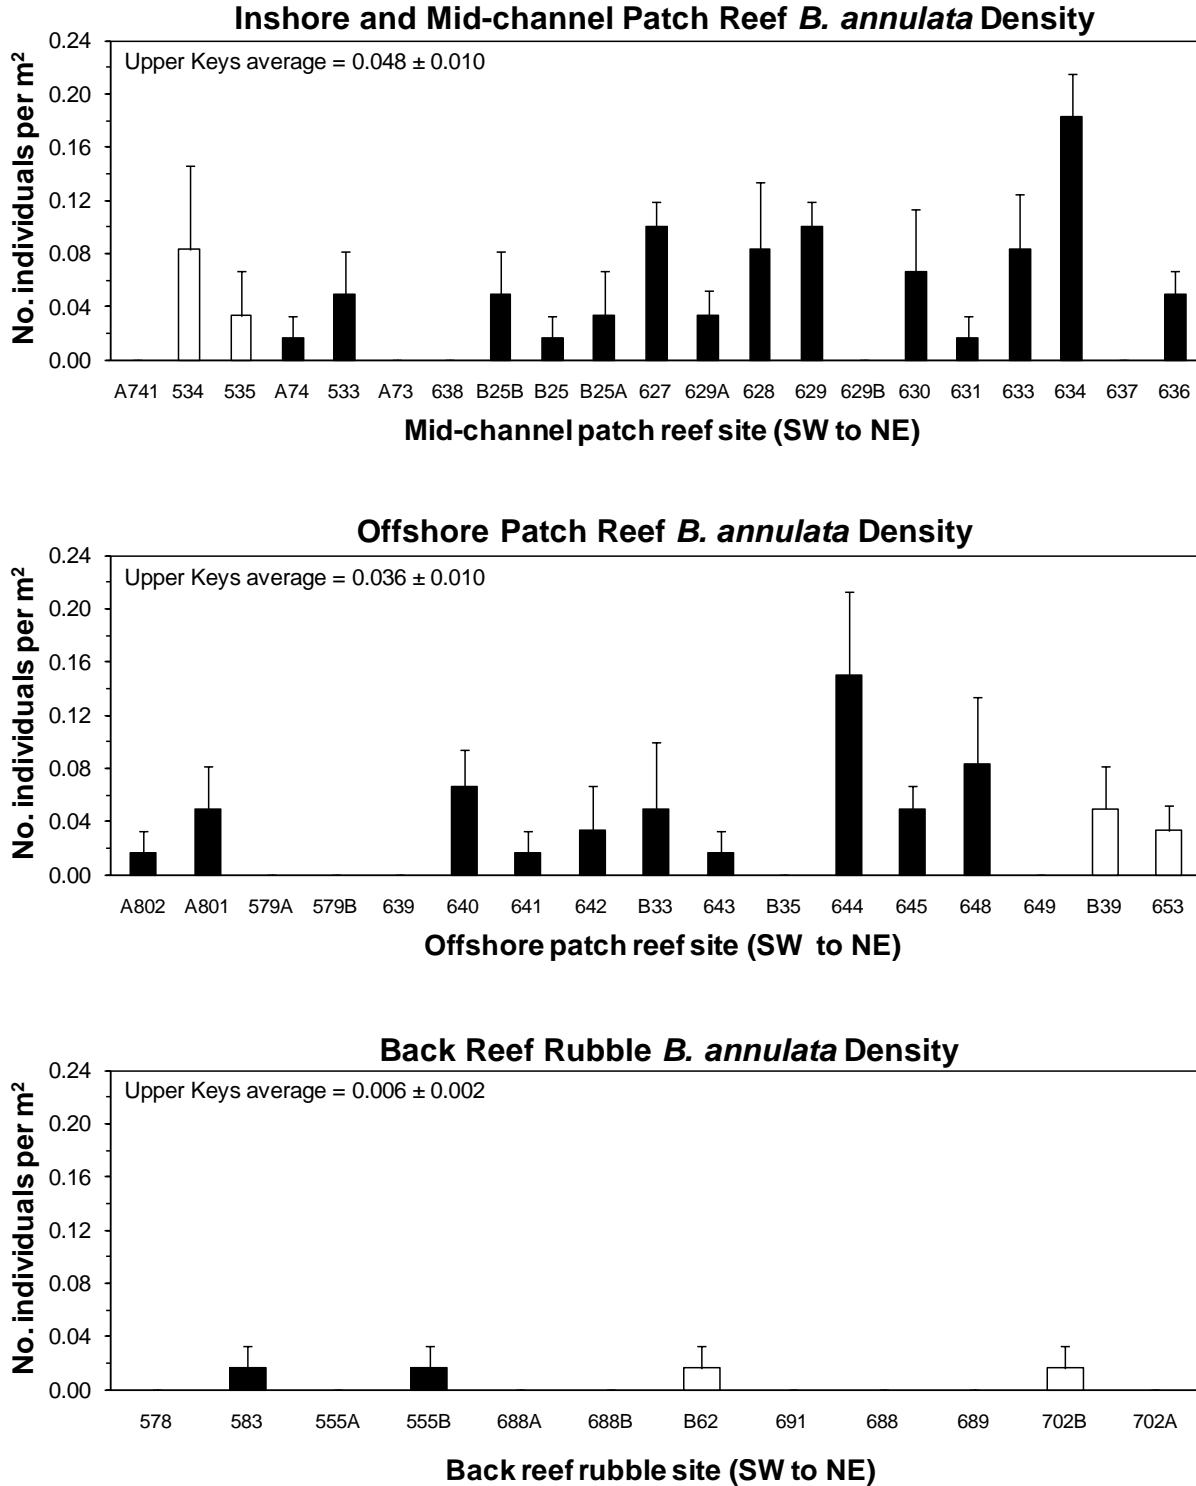 Inshore and Mid-channel Patch Reef B. annulata Density
Upper Keys average = 0.048 ± 0.010
No. individuals per m²
0.24
0.20
0.16
0.12
0.08
0.04
0.00
A741 534 535 A74 533 A73 638 B25B B25 B25A 627 629A 628 629 629B 630 631 633 634 637 636
Mid-channel patch reef site (SW to NE)
Offshore Patch Reef B. annulata Density
Upper Keys average = 0.036 ± 0.010
No. individuals per m²
0.24
0.20
0.16
0.12
0.08
0.04
0.00
A802 A801 579A 579B 639 640 641 642 B33 643 B35 644 645 648 649 B39 653
Offshore patch reef site (SW to NE)
Back Reef Rubble B. annulata Density
Upper Keys average = 0.006 ± 0.002
No. individuals per m²
0.24
0.20
0.16
0.12
0.08
0.04
0.00
578 583 555A 555B 688A 688B B62 691 688 689 702B 702A
Back reef rubble site (SW to NE)